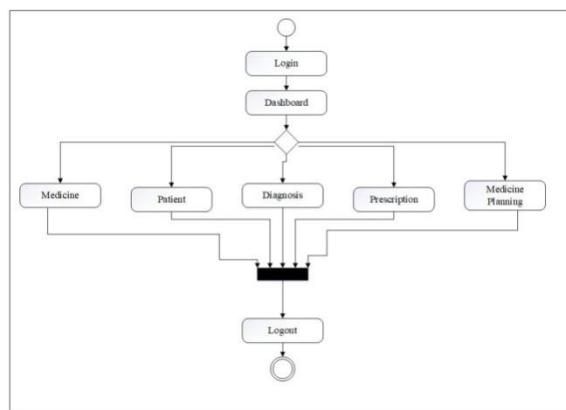 Login
Dashboard
Medicine
Patient
Diagnosis
Prescription
Medicine
Planning
Logout